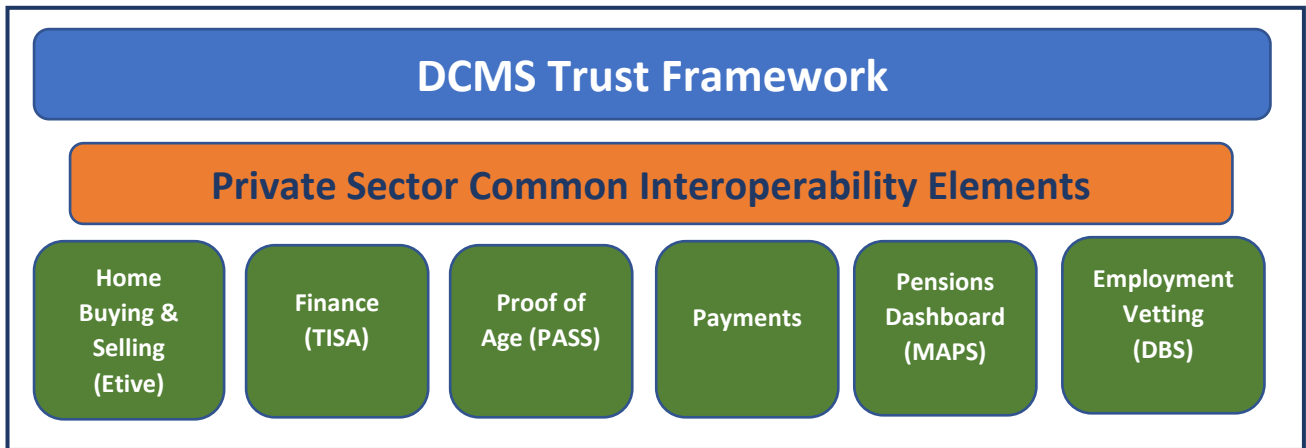 DCMS Trust Framework
Private Sector Common Interoperability Elements
Home
Buying &
Selling
(Etive)
Finance
(TISA)
Proof of
Age (PASS)
Payments
Pensions
Dashboard
(MAPS)
Employment
Vetting
(DBS)